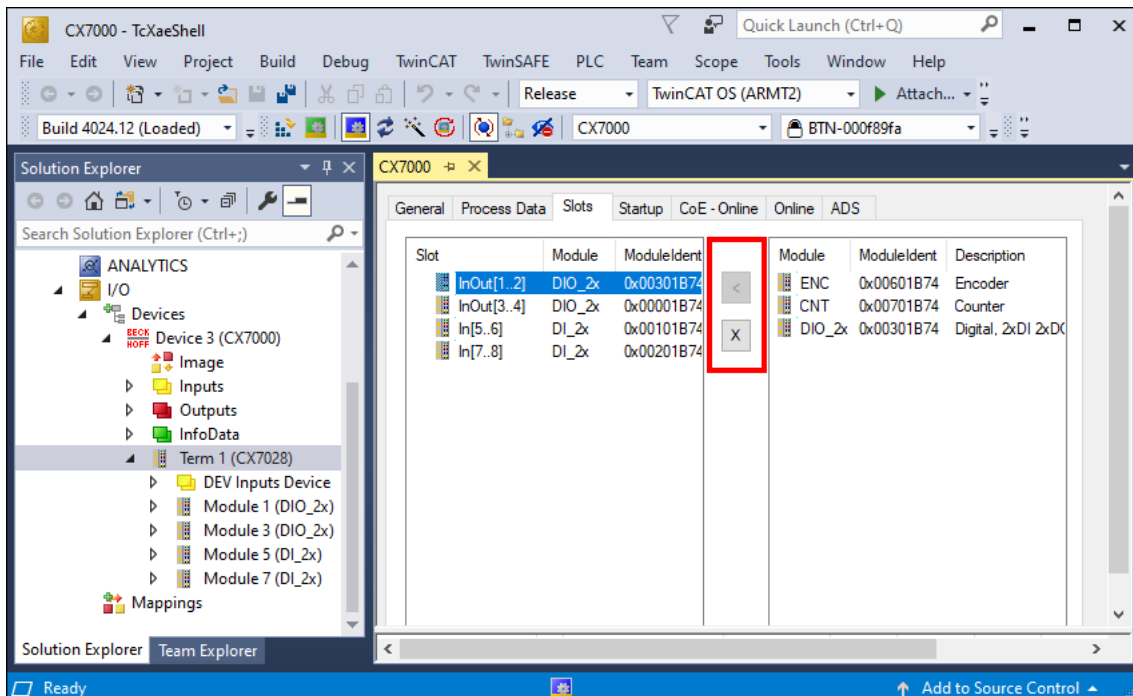 CX7000 - TcXaeShell
Quick Launch (Ctrl+Q)
File Edit View Project Build Debug TwinCAT TwinSAFE PLC Team Scope Tools Window Help
Release TwinCAT OS (ARMT2) Attach...
Build 4024.12 (Loaded) CX7000 BTN-000f89fa
Solution Explorer
Search Solution Explorer (Ctrl+;)
ANALYTICS
I/O
Devices
BECK
HOFF
Device 3 (CX7000)
Image
Inputs
Outputs
InfoData
Term 1 (CX7028)
DEV Inputs Device
Module 1 (DIO_2x)
Module 3 (DIO_2x)
Module 5 (DI_2x)
Module 7 (DI_2x)
Mappings
Solution Explorer Team Explorer
CX7000
General Process Data Slots Startup CoE - Online Online ADS
Slot Module ModuleIdent
InOut[1..2] DIO_2x 0x00301B74
InOut[3..4] DIO_2x 0x00001B74
In[5..6] DI_2x 0x00101B74
In[7..8] DI_2x 0x00201B74
<
X
Module ModuleIdent Description
ENC 0x00601B74 Encoder
CNT 0x00701B74 Counter
DIO_2x 0x00301B74 Digital, 2xDI 2xD
Ready Add to Source Control